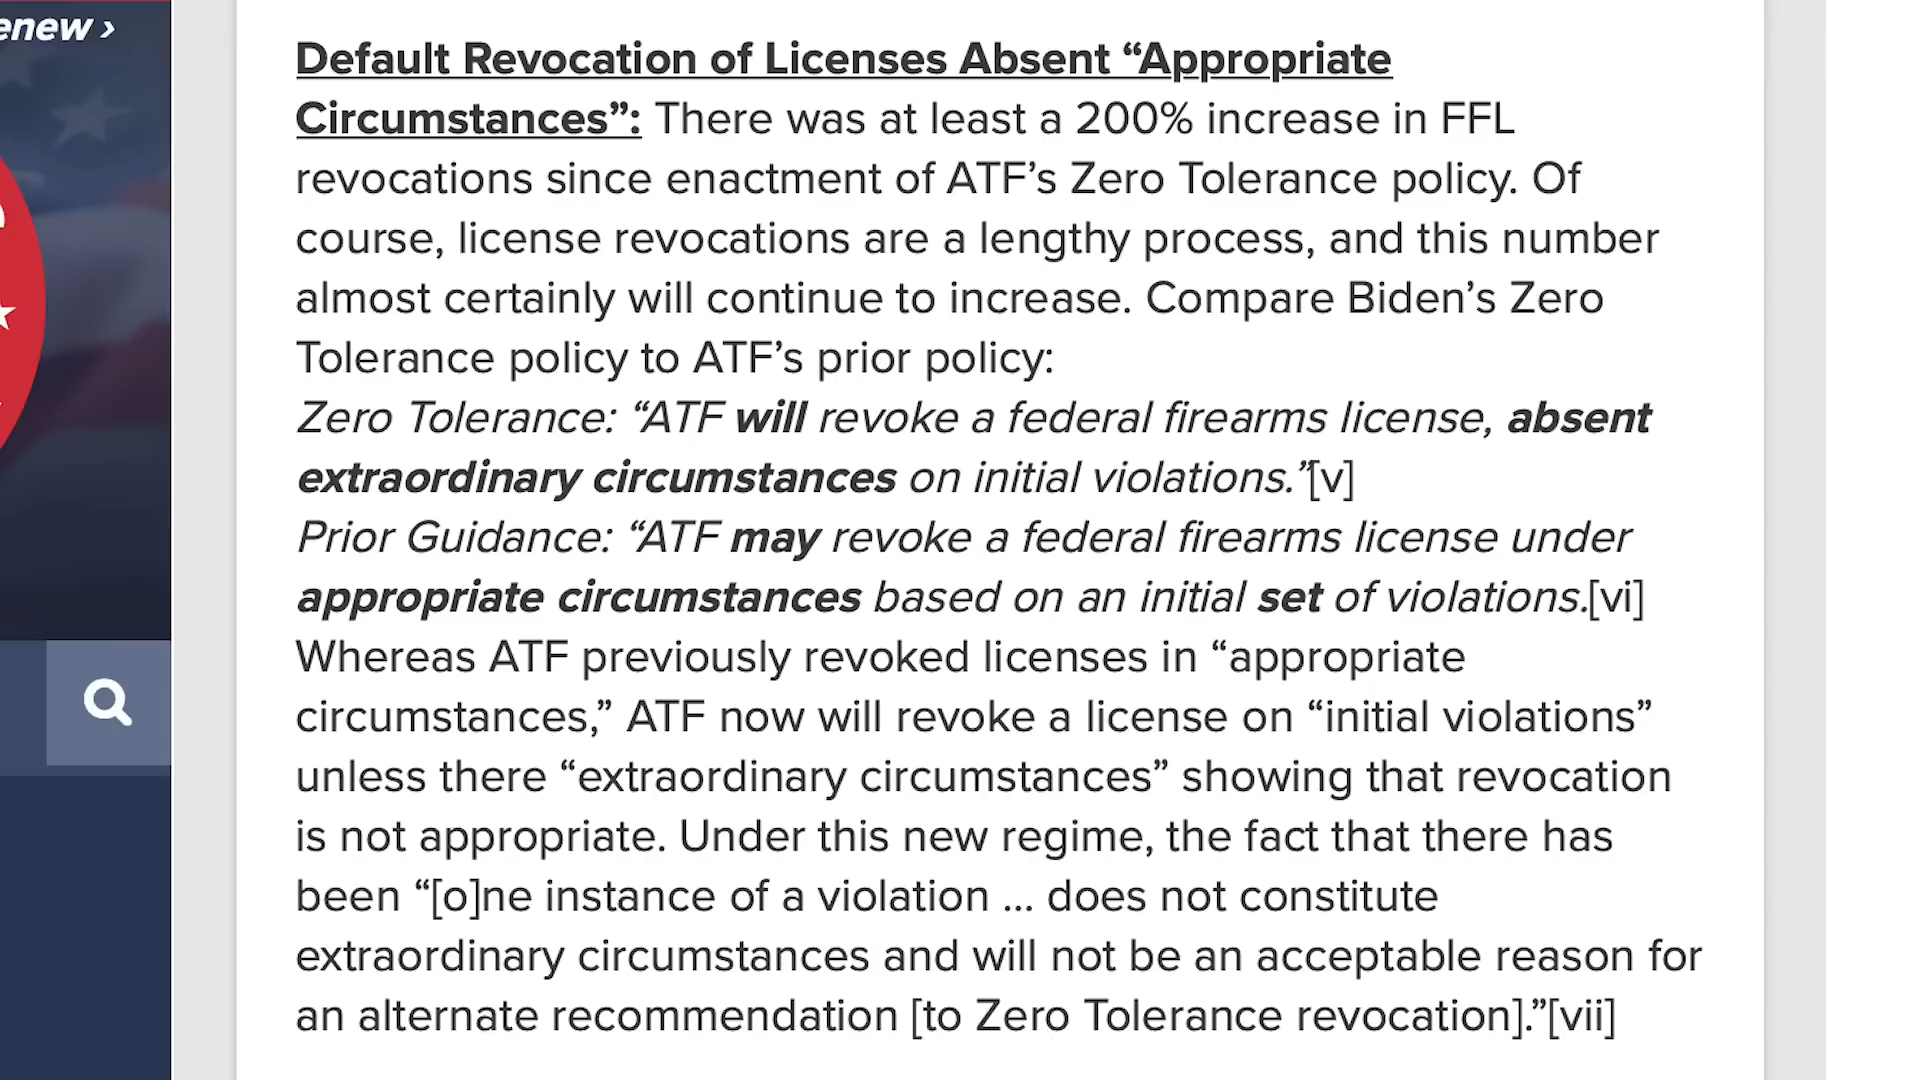 enew ›
Default Revocation of Licenses Absent “Appropriate
Circumstances”: There was at least a 200% increase in FFL
revocations since enactment of ATF’s Zero Tolerance policy. Of
course, license revocations are a lengthy process, and this number
almost certainly will continue to increase. Compare Biden’s Zero
Tolerance policy to ATF’s prior policy:
Zero Tolerance: “ATF will revoke a federal firearms license, absent
extraordinary circumstances on initial violations.”[v]
Prior Guidance: “ATF may revoke a federal firearms license under
appropriate circumstances based on an initial set of violations.[vi]
Whereas ATF previously revoked licenses in “appropriate
circumstances,” ATF now will revoke a license on “initial violations”
unless there “extraordinary circumstances” showing that revocation
is not appropriate. Under this new regime, the fact that there has
been “[o]ne instance of a violation ... does not constitute
extraordinary circumstances and will not be an acceptable reason for
an alternate recommendation [to Zero Tolerance revocation].”[vii]